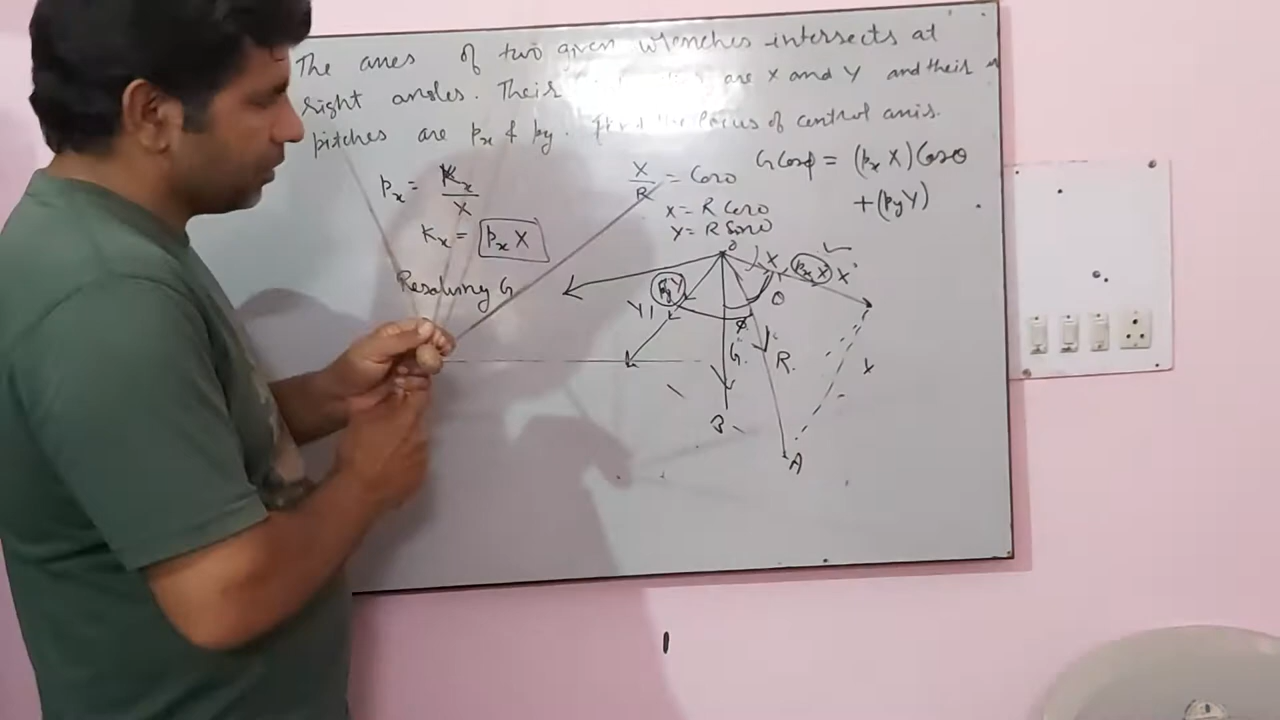 The axes of two given wrenches intersects at
right angles. Their are X and Y and their
pitches are px & py. Find the Locus of central axis.
px = Kx / X
Kx = px X
Resolving G
X / R = Cosθ
X = R Cosθ
Y = R Sinθ
G Cosφ = (px X) Cosθ
+ (py Y)
O
X
px X
X'
py Y
Y
θ
φ
G
R
B
A